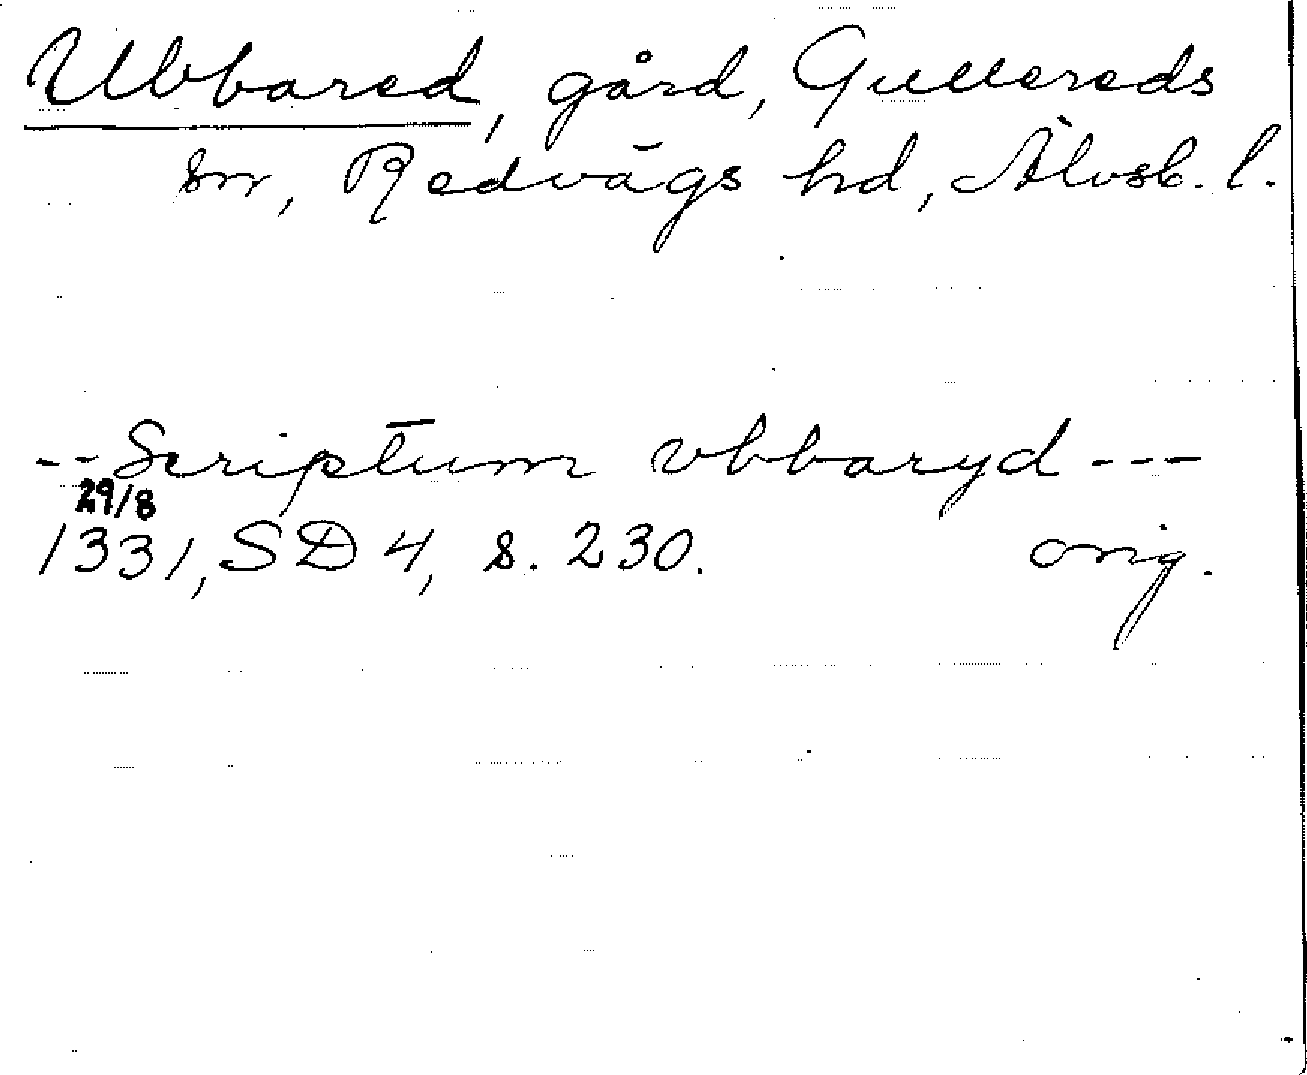 Ubbared, gård, Gullereds
sn, Redvägs hd, Älvsb. l.
-- Scriptum vbbaryd ---
29/8
1331, SD 4, s. 230. orig.